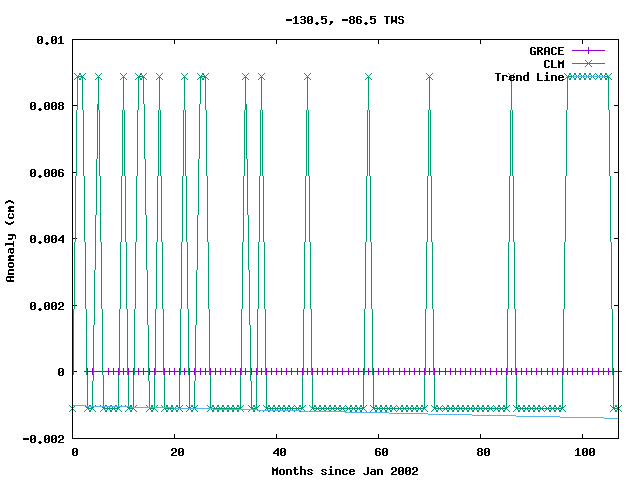 -130.5, -86.5 TWS
0.01
GRACE
CLM
Trend Line
0.008
0.006
0.004
0.002
0
-0.002
Anomaly (cm)
0 20 40 60 80 100
Months since Jan 2002